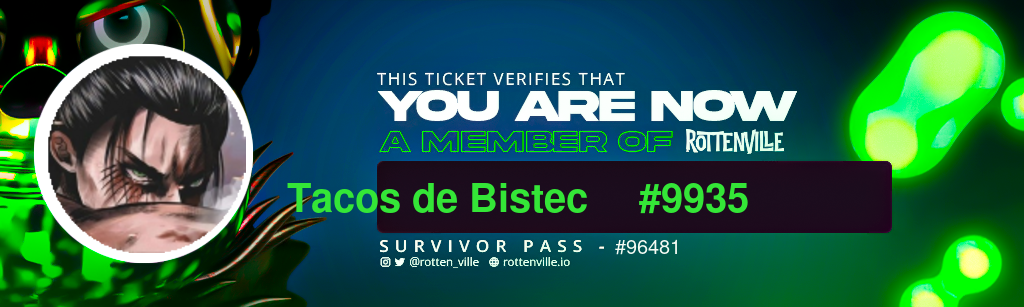 THIS TICKET VERIFIES THAT
YOU ARE NOW
A MEMBER OF ROTTENVILLE
Tacos de Bistec #9935
SURVIVOR PASS - #96481
@rotten_ville rottenville.io